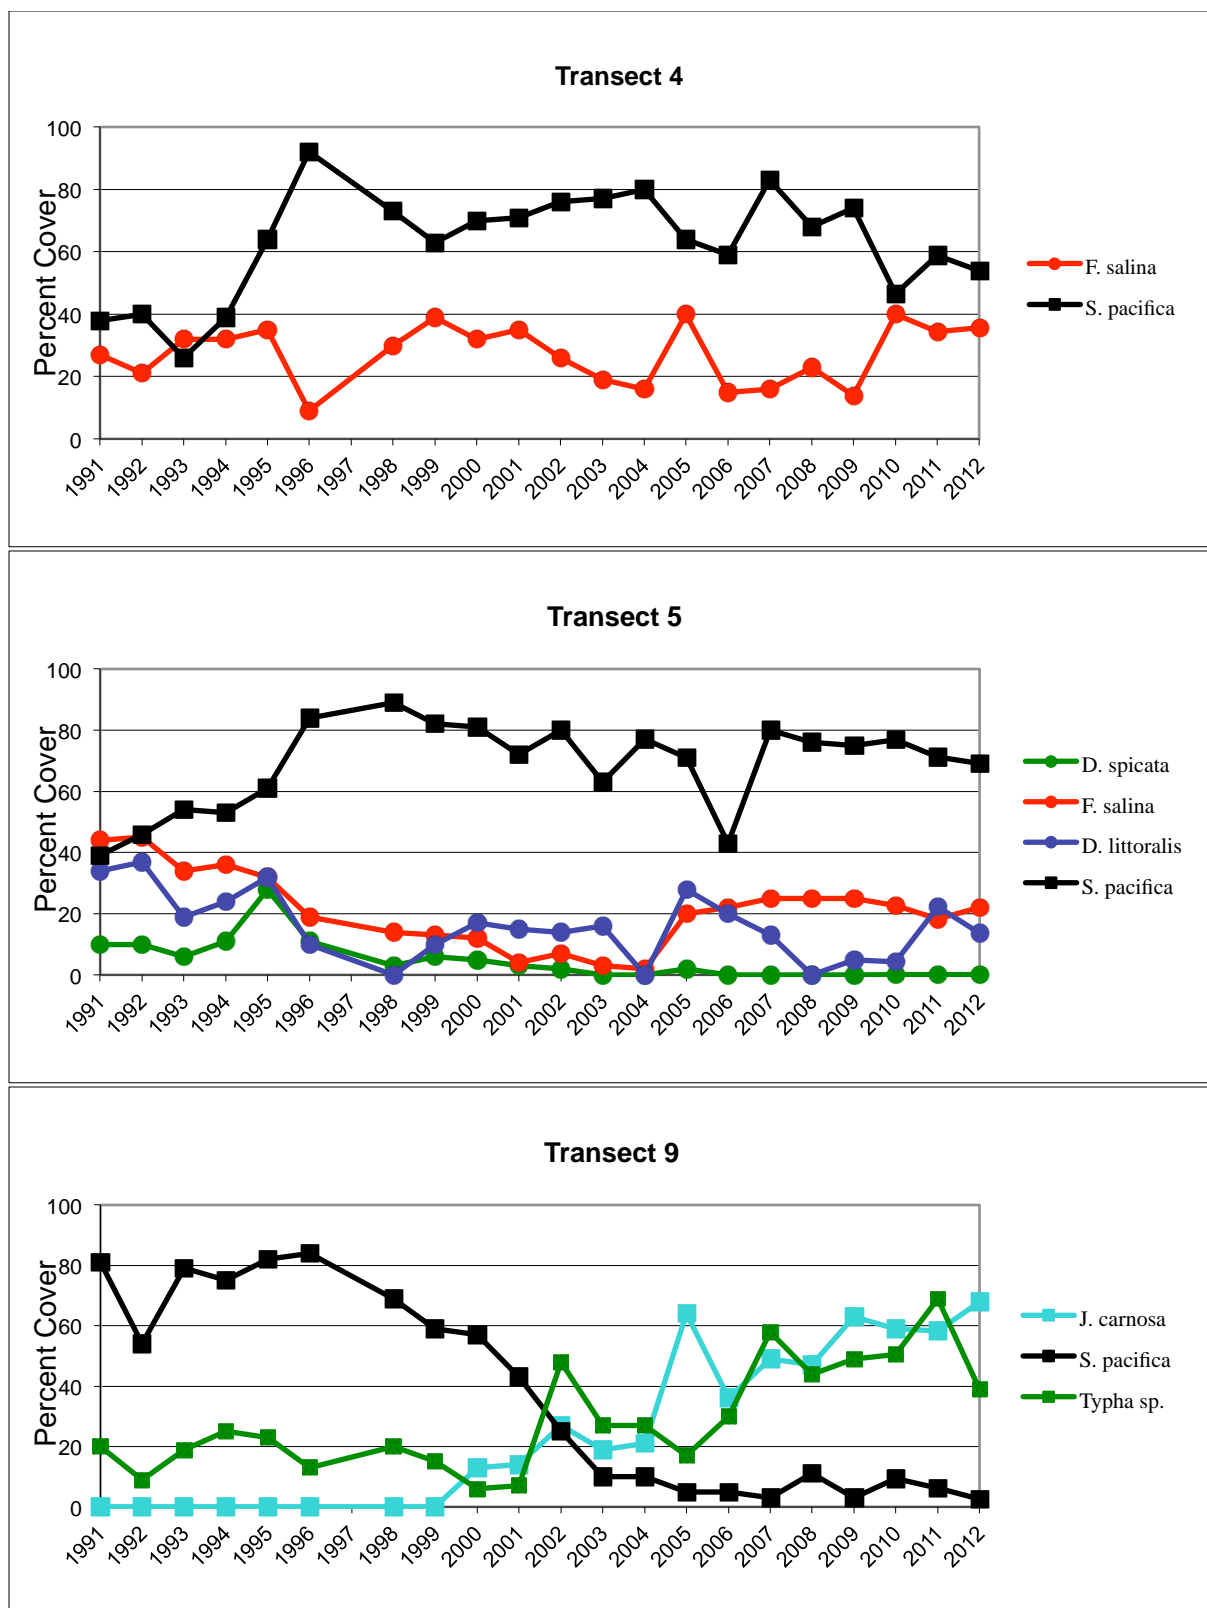 Transect 4
Percent Cover
100
80
60
40
20
0
1991 1992 1993 1994 1995 1996 1998 1999 2000 2001 2002 2003 2004 2005 2006 2007 2008 2009 2010 2011 2012
F. salina
S. pacifica
Transect 5
Percent Cover
100
80
60
40
20
0
1991 1992 1993 1994 1995 1996 1998 1999 2000 2001 2002 2003 2004 2005 2006 2007 2008 2009 2010 2011 2012
D. spicata
F. salina
D. littoralis
S. pacifica
Transect 9
Percent Cover
100
80
60
40
20
0
1991 1992 1993 1994 1995 1996 1998 1999 2000 2001 2002 2003 2004 2005 2006 2007 2008 2009 2010 2011 2012
J. carnosa
S. pacifica
Typha sp.